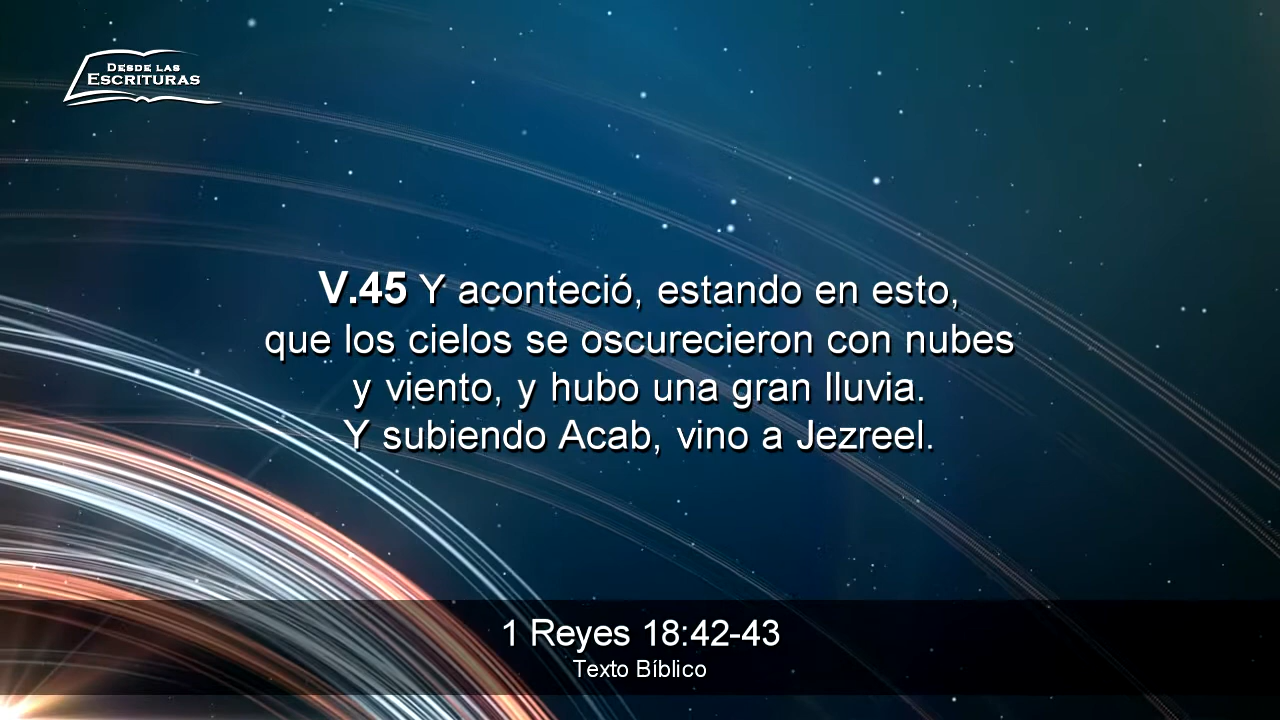 DESDE LAS
ESCRITURAS
V.45 Y aconteció, estando en esto,
que los cielos se oscurecieron con nubes
y viento, y hubo una gran lluvia.
Y subiendo Acab, vino a Jezreel.
1 Reyes 18:42-43
Texto Bíblico